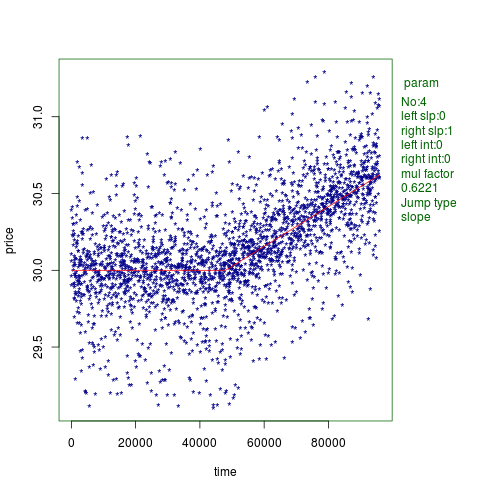 param
No:4
left slp:0
right slp:1
left int:0
right int:0
mul factor
0.6221
Jump type
slope
31.0
30.5
30.0
29.5
price
0 20000 40000 60000 80000
time